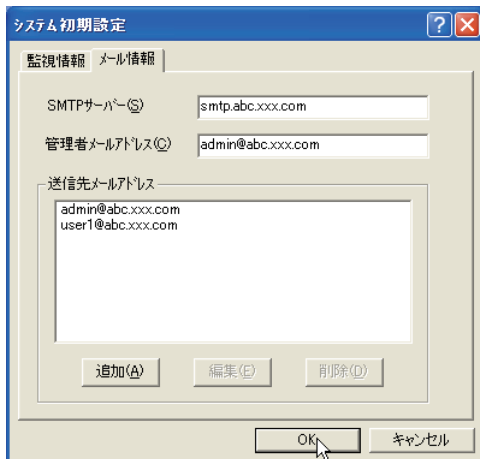 システム初期設定
監視情報 メール情報
SMTPサーバー(S) smtp.abc.xxx.com
管理者メールアドレス(C) admin@abc.xxx.com
送信先メールアドレス
admin@abc.xxx.com
user1@abc.xxx.com
追加(A) 編集(E) 削除(D)
OK キャンセル